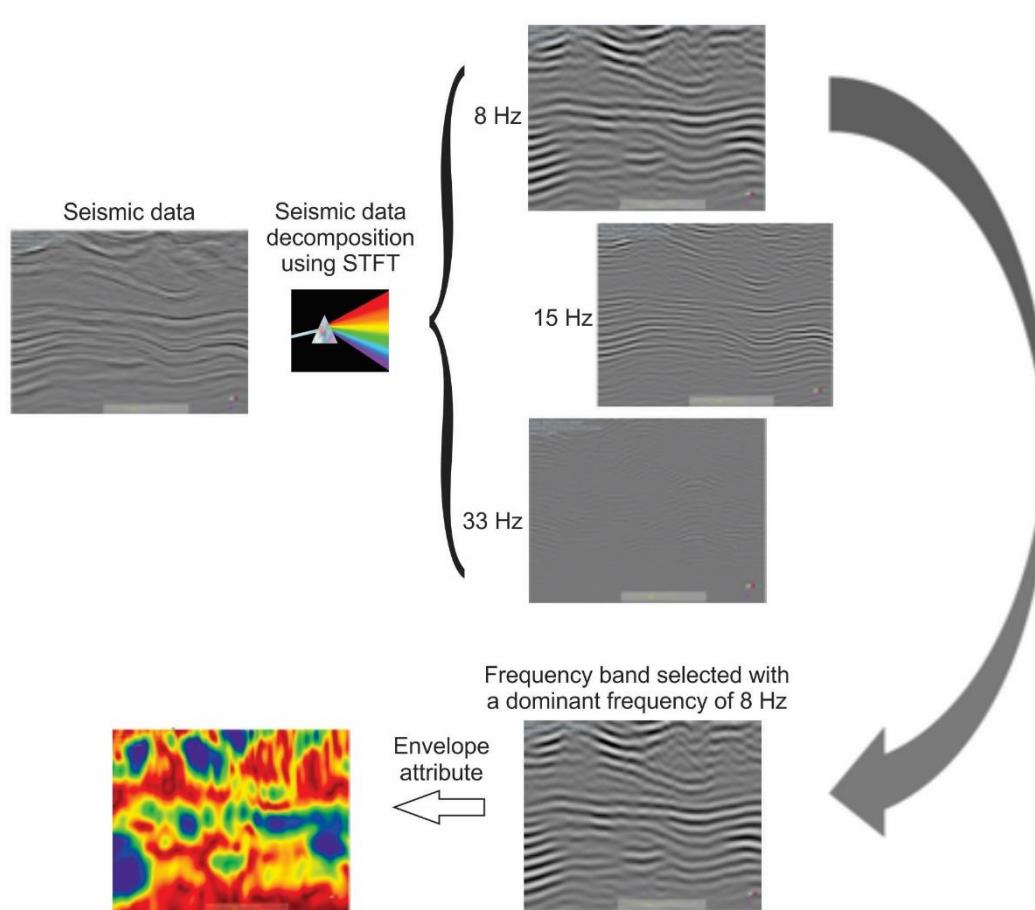 Seismic data
Seismic data
decomposition
using STFT
8 Hz
15 Hz
33 Hz
Frequency band selected with
a dominant frequency of 8 Hz
Envelope
attribute